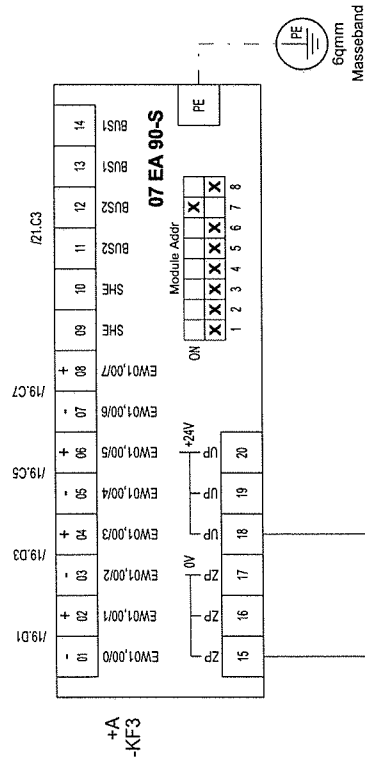 /19.D1 /19.D3 /19.C5 /19.C7 /21.C3
- + - + - + - +
01 02 03 04 05 06 07 08 09 10 11 12 13 14
EW01,00/0 EW01,00/1 EW01,00/2 EW01,00/3 EW01,00/4 EW01,00/5 EW01,00/6 EW01,00/7 SHE SHE BUS2 BUS2 BUS1 BUS1
+A
-KF3
07 EA 90-S
PE
PE
6qmm
Masseband
Module Addr
ON
X
X X X X X X X
1 2 3 4 5 6 7 8
0V +24V
ZP ZP ZP UP UP UP
15 16 17 18 19 20